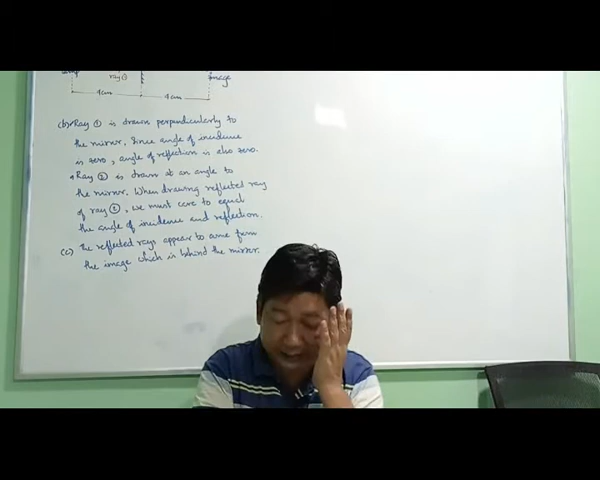 ray ①
image
4cm
4cm
(b) • Ray ① is drawn perpendicularly to
the mirror. Since angle of incidence
is zero, angle of reflection is also zero.
• Ray ② is drawn at an angle to
the mirror. When drawing reflected ray
of ray ②, we must care to equal
the angle of incidence and reflection.
(c) The reflected rays appear to come from
the image which is behind the mirror.